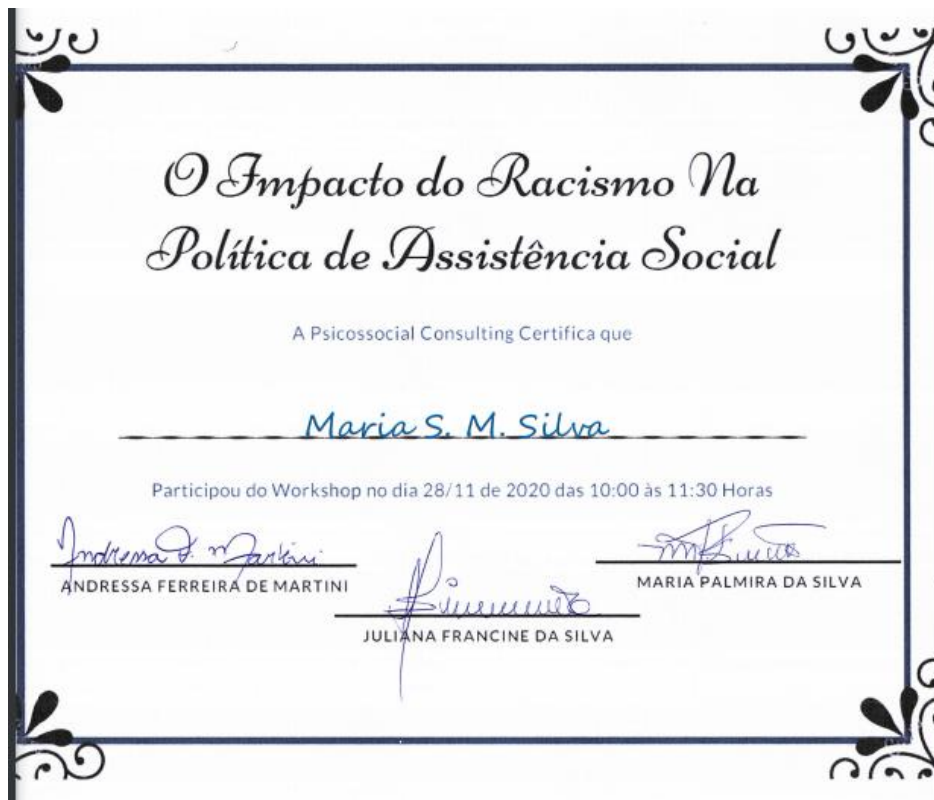 O Impacto do Racismo Na
Política de Assistência Social
A Psicossocial Consulting Certifica que
Maria S. M. Silva
Participou do Workshop no dia 28/11 de 2020 das 10:00 às 11:30 Horas
Andressa F. Martini
ANDRESSA FERREIRA DE MARTINI
MARIA PALMIRA DA SILVA
JULIANA FRANCINE DA SILVA